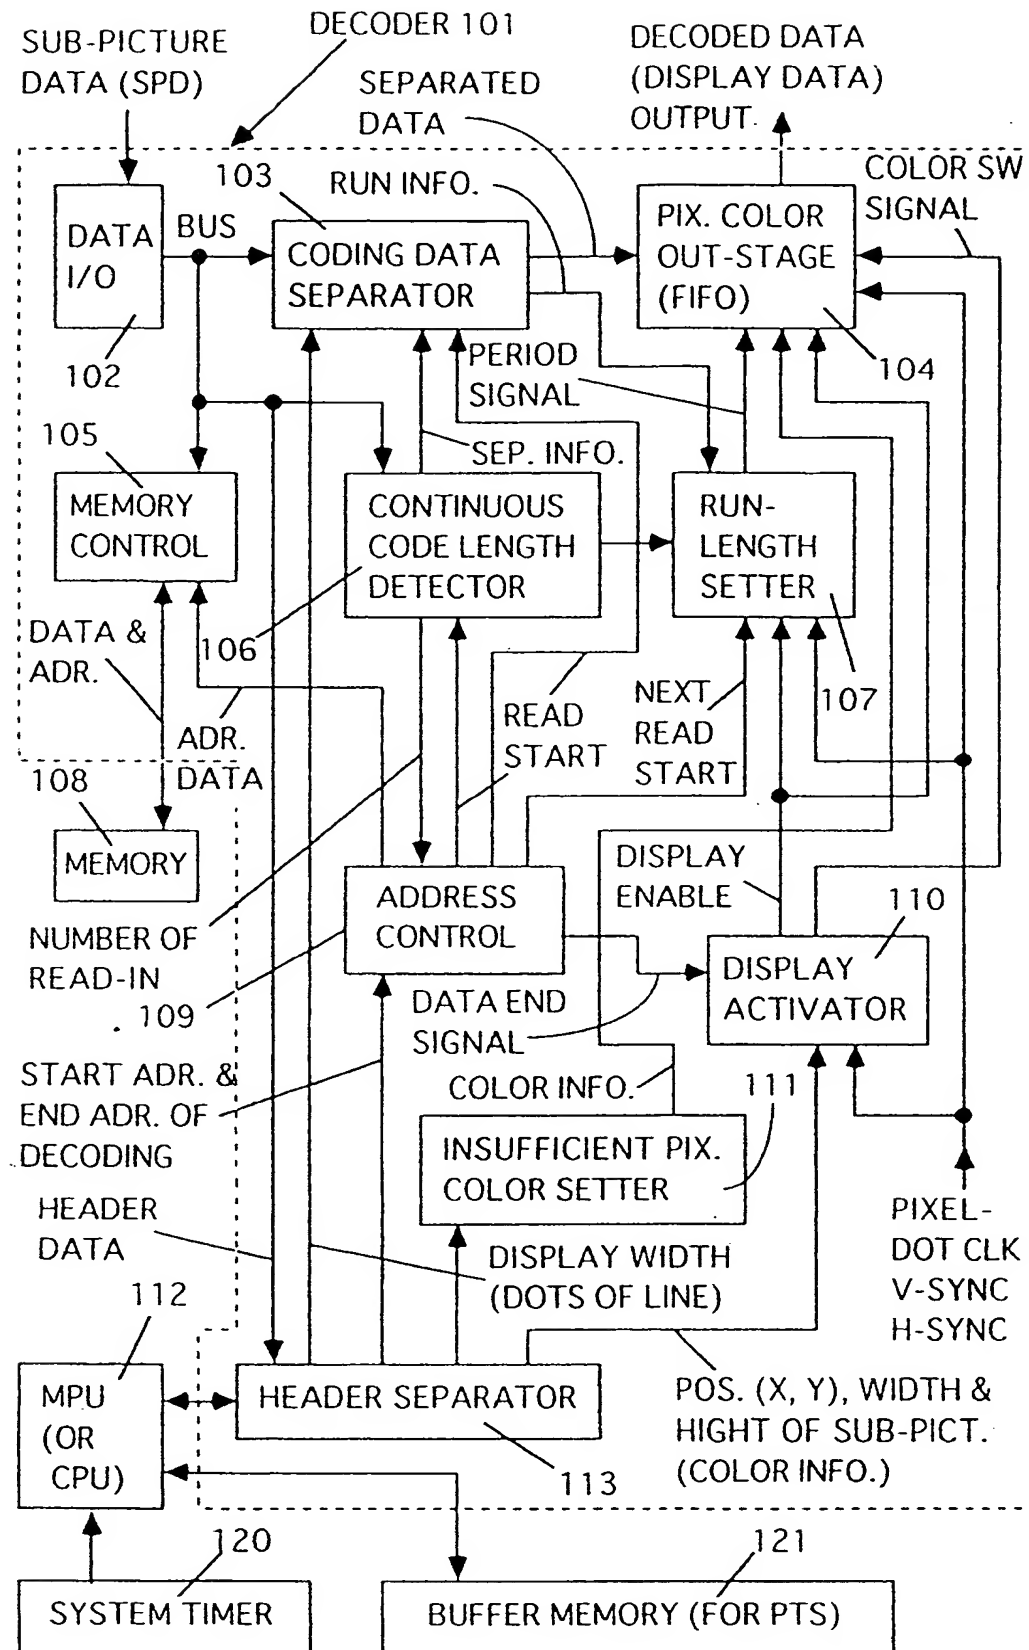 DECODER 101
SUB-PICTURE
DATA (SPD)
SEPARATED
DATA
DECODED DATA
(DISPLAY DATA)
OUTPUT
COLOR SW
SIGNAL
103
RUN INFO.
DATA
I/O
BUS
CODING DATA
SEPARATOR
PIX. COLOR
OUT-STAGE
(FIFO)
102
104
PERIOD
SIGNAL
105
SEP. INFO.
MEMORY
CONTROL
CONTINUOUS
CODE LENGTH
DETECTOR
RUN-
LENGTH
SETTER
DATA &
ADR.
106
107
ADR.
DATA
READ
START
NEXT
READ
START
108
MEMORY
DISPLAY
ENABLE
110
ADDRESS
CONTROL
NUMBER OF
READ-IN
109
DISPLAY
ACTIVATOR
DATA END
SIGNAL
START ADR. &
END ADR. OF
DECODING
COLOR INFO.
111
INSUFFICIENT PIX.
COLOR SETTER
HEADER
DATA
DISPLAY WIDTH
(DOTS OF LINE)
PIXEL-
DOT CLK
V-SYNC
H-SYNC
112
MPU
(OR
CPU)
HEADER SEPARATOR
113
POS. (X, Y), WIDTH &
HIGHT OF SUB-PICT.
(COLOR INFO.)
120
121
SYSTEM TIMER
BUFFER MEMORY (FOR PTS)